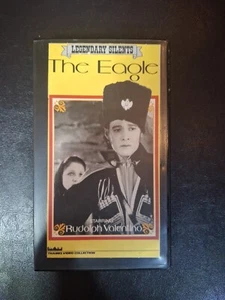 LEGENDARY SILENTS
The Eagle
STARRING
Rudolph Valentino